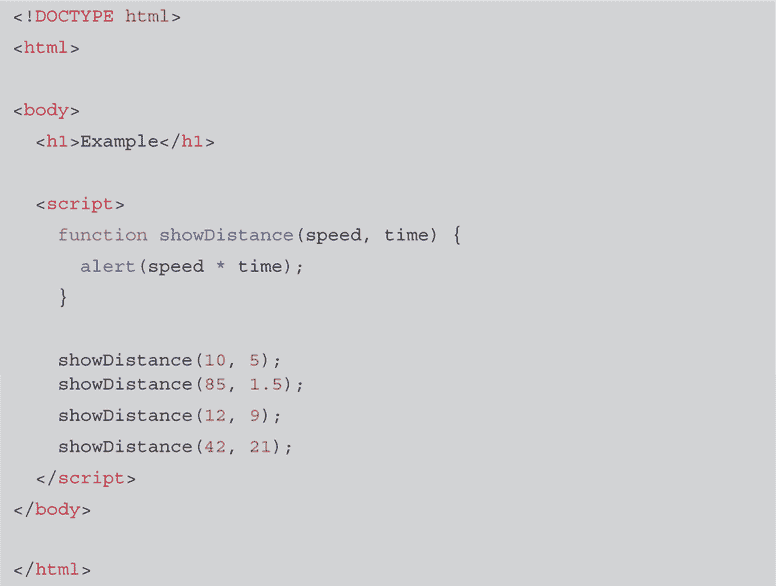 <!DOCTYPE html>
<html>
<body>
<h1>Example</h1>
<script>
function showDistance(speed, time) {
alert(speed * time);
}
showDistance(10, 5);
showDistance(85, 1.5);
showDistance(12, 9);
showDistance(42, 21);
</script>
</body>
</html>